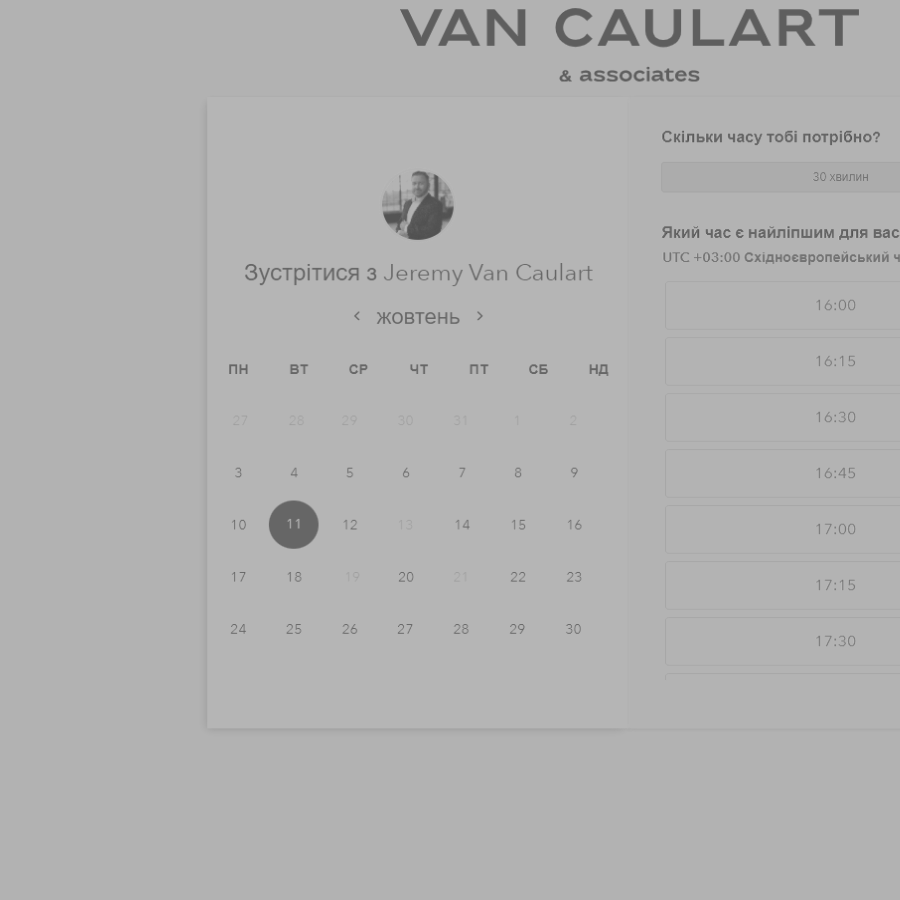 VAN CAULART
& associates
Зустрітися з Jeremy Van Caulart
жовтень
ПН ВТ СР ЧТ ПТ СБ НД
27 28 29 30 31 1 2
3 4 5 6 7 8 9
10 11 12 13 14 15 16
17 18 19 20 21 22 23
24 25 26 27 28 29 30
Скільки часу тобі потрібно?
30 хвилин
Який час є найліпшим для вас
UTC +03:00 Східноєвропейський ч
16:00
16:15
16:30
16:45
17:00
17:15
17:30